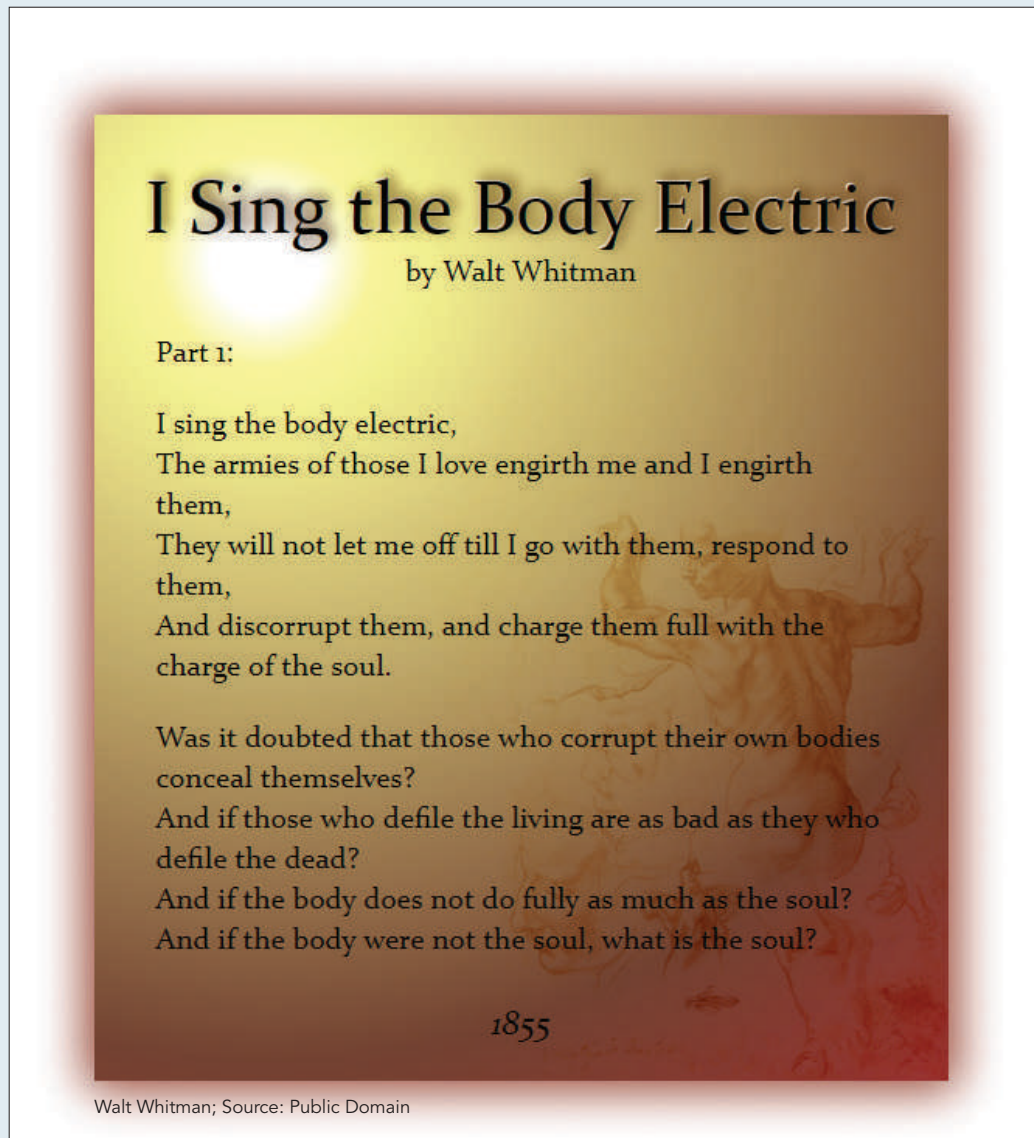 I Sing the Body Electric
by Walt Whitman
Part 1:
I sing the body electric,
The armies of those I love engirth me and I engirth
them,
They will not let me off till I go with them, respond to
them,
And discorrupt them, and charge them full with the
charge of the soul.
Was it doubted that those who corrupt their own bodies
conceal themselves?
And if those who defile the living are as bad as they who
defile the dead?
And if the body does not do fully as much as the soul?
And if the body were not the soul, what is the soul?
1855
Walt Whitman; Source: Public Domain